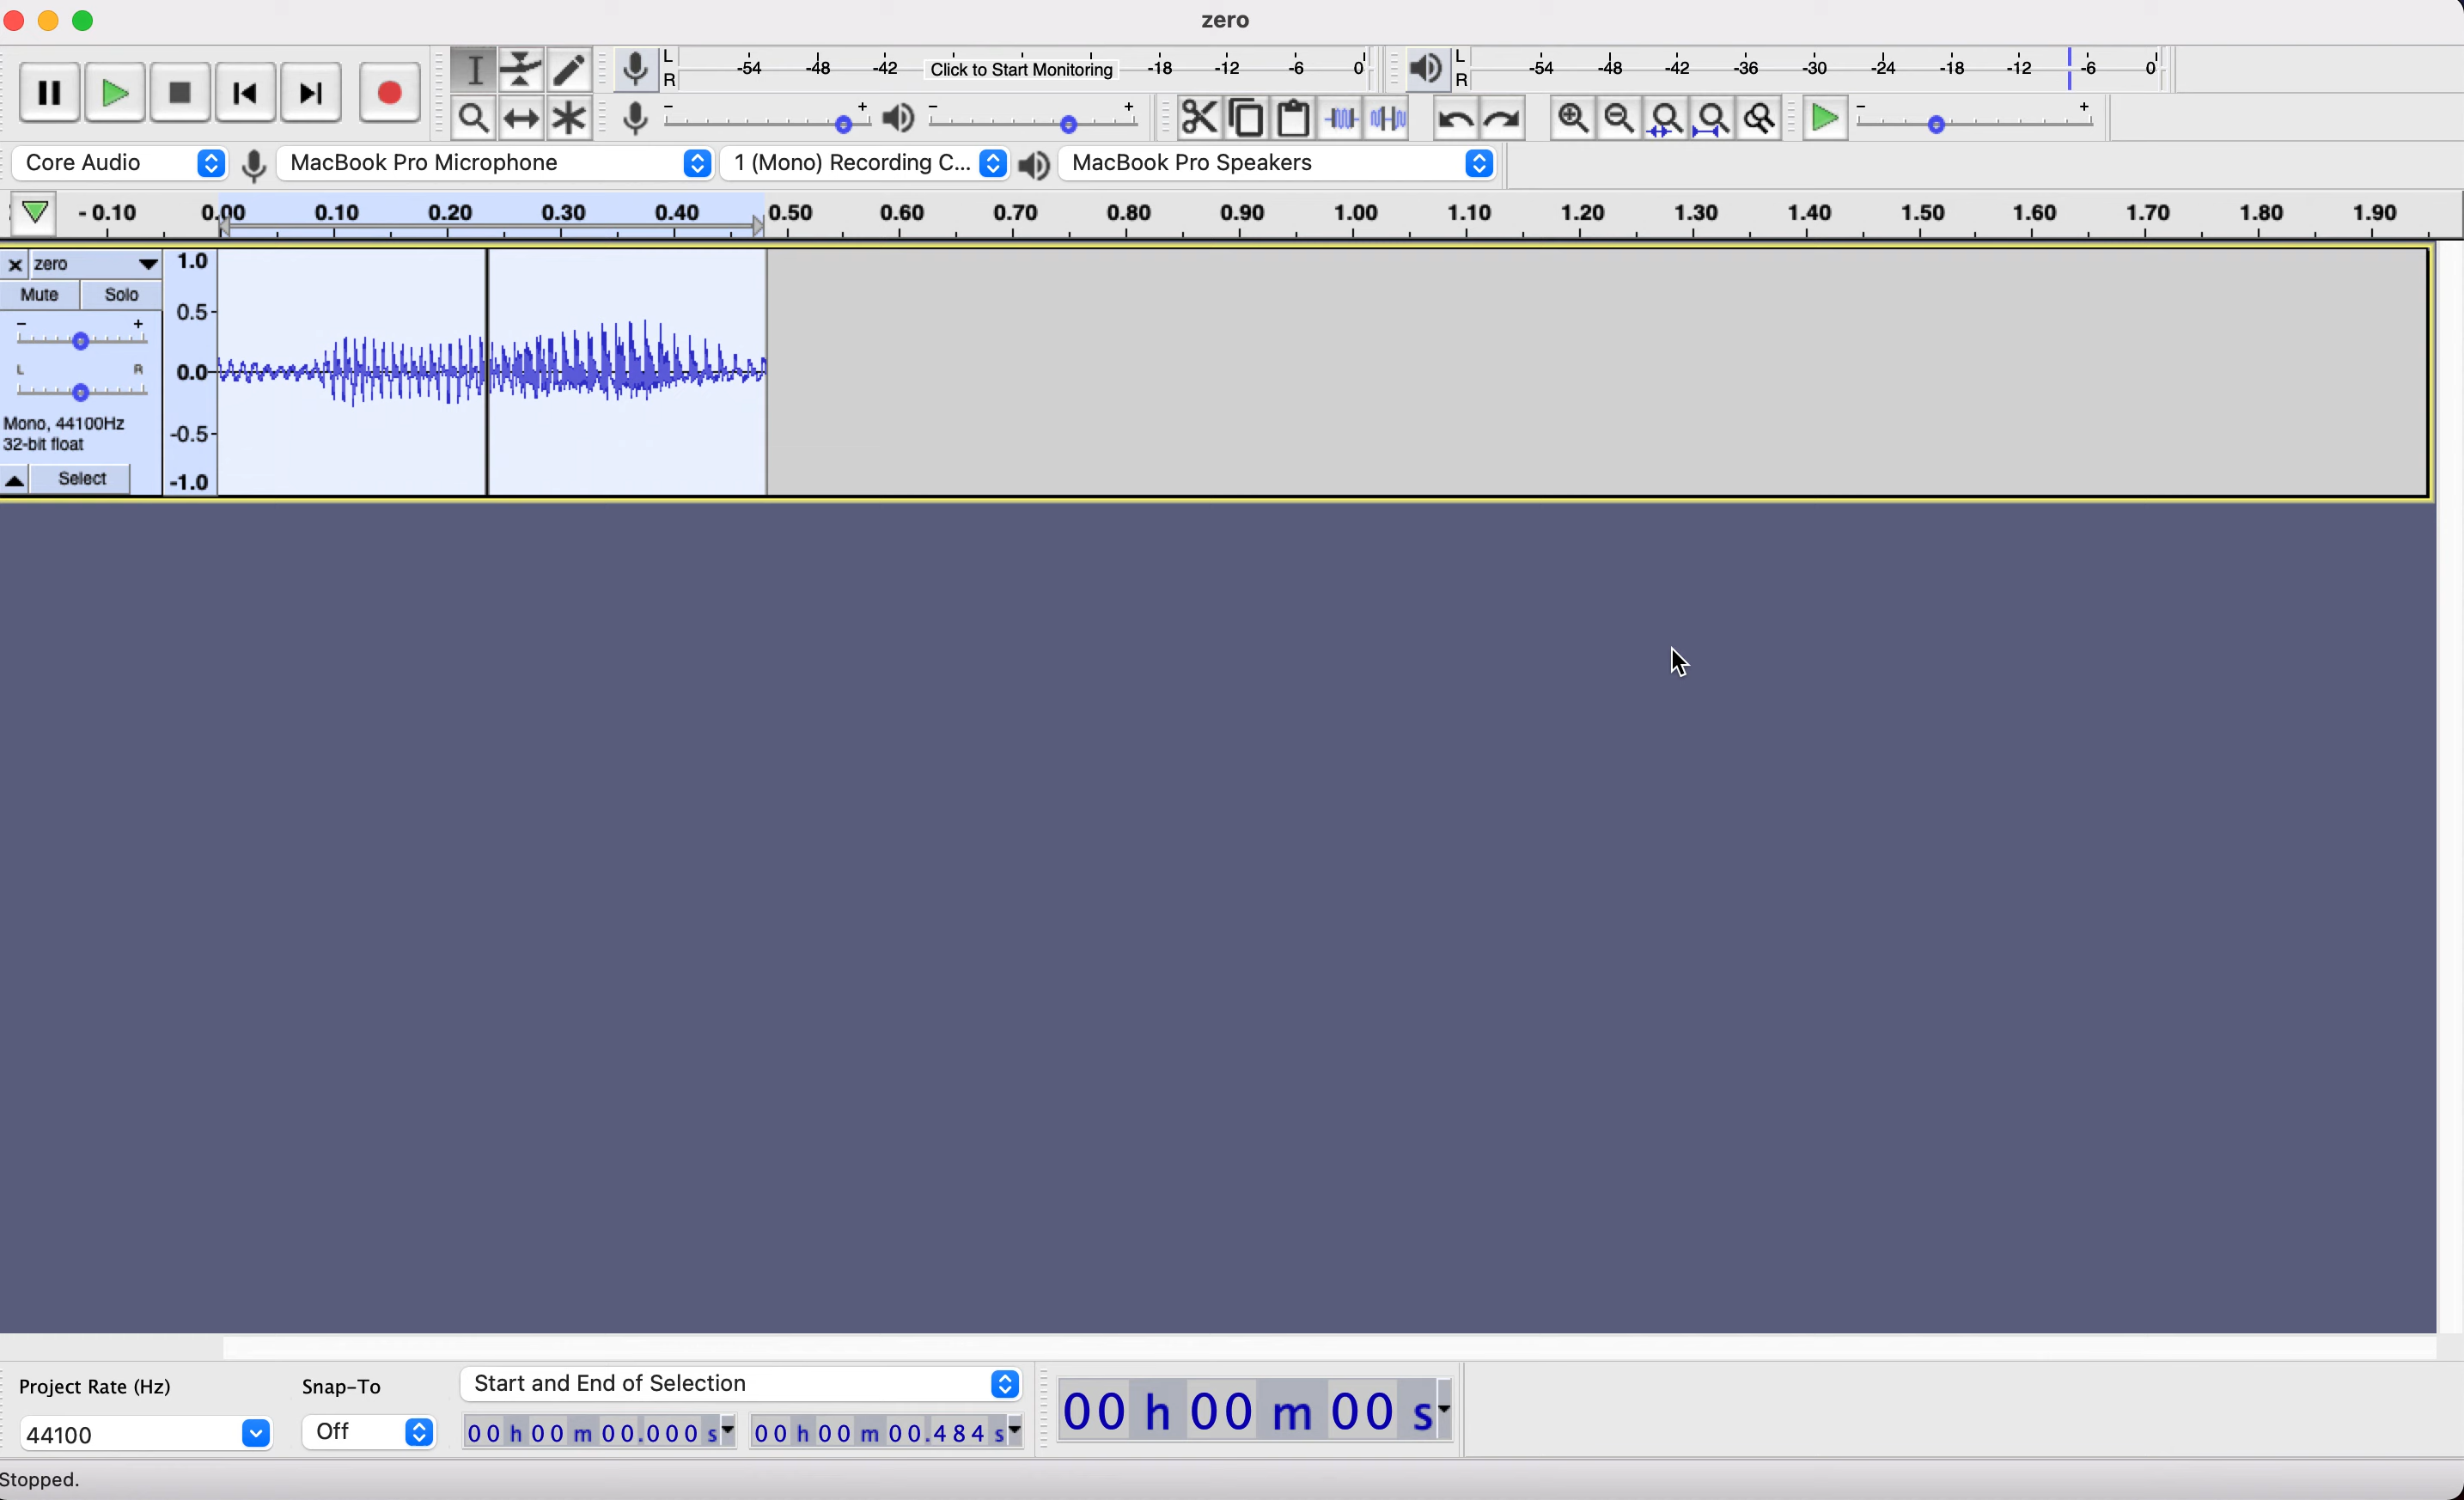 zero
L
R
-54 -48 -42 Click to Start Monitoring -18 -12 -6 0
L
R
-54 -48 -42 -36 -30 -24 -18 -12 -6 0
- + - + - +
Core Audio MacBook Pro Microphone 1 (Mono) Recording C... MacBook Pro Speakers
-0.10 0.00 0.10 0.20 0.30 0.40 0.50 0.60 0.70 0.80 0.90 1.00 1.10 1.20 1.30 1.40 1.50 1.60 1.70 1.80 1.90
x zero
Mute Solo
- +
L R
Mono, 44100Hz
32-bit float
Select
1.0
0.5-
0.0-
-0.5-
-1.0
Project Rate (Hz) Snap-To Start and End of Selection
44100 Off 00 h 00 m 00.000 s 00 h 00 m 00.484 s 00 h 00 m 00 s
Stopped.